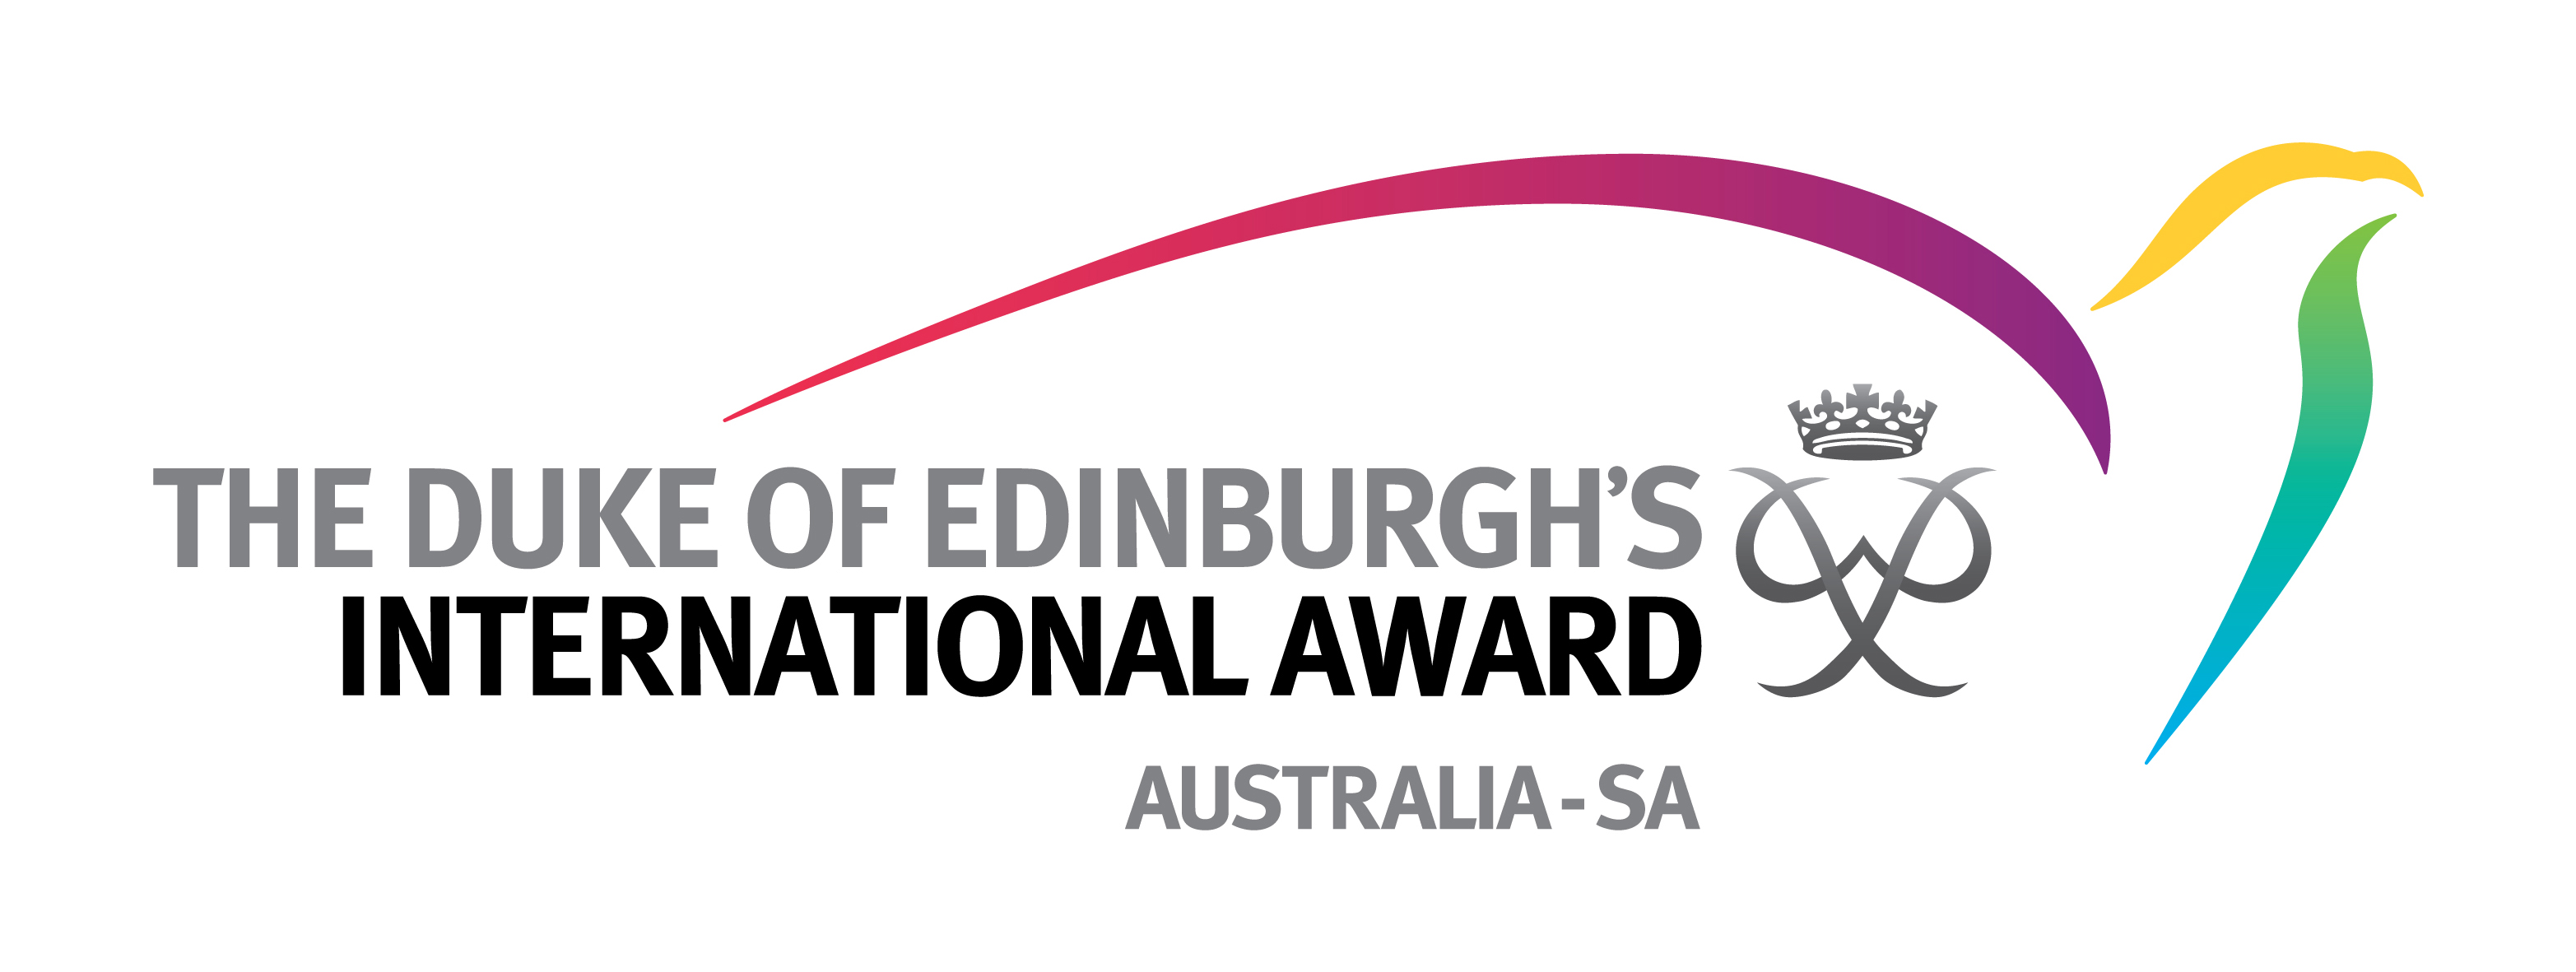 THE DUKE OF EDINBURGH’S
INTERNATIONAL AWARD
AUSTRALIA - SA